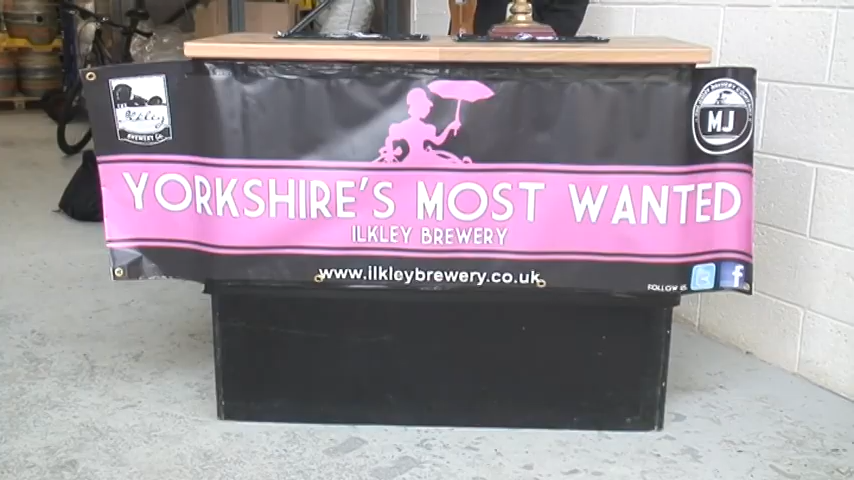 Ilkley
BREWERY CO.
MJ
YORKSHIRE'S MOST WANTED
ILKLEY BREWERY
www.ilkleybrewery.co.uk
FOLLOW US
f